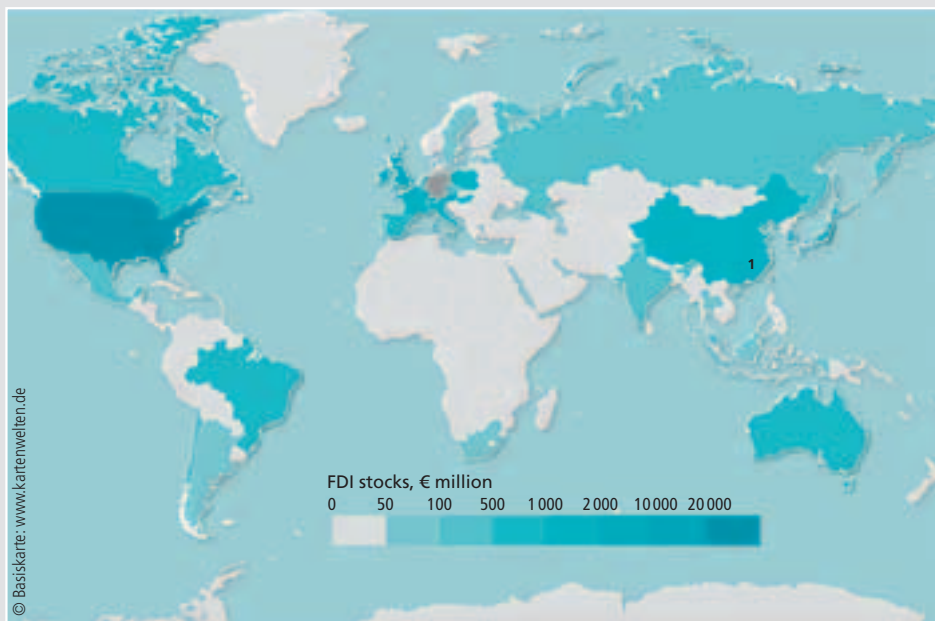 1
FDI stocks, € million
0 50 100 500 1 000 2 000 10 000 20 000
© Basiskarte: www.kartenwelten.de